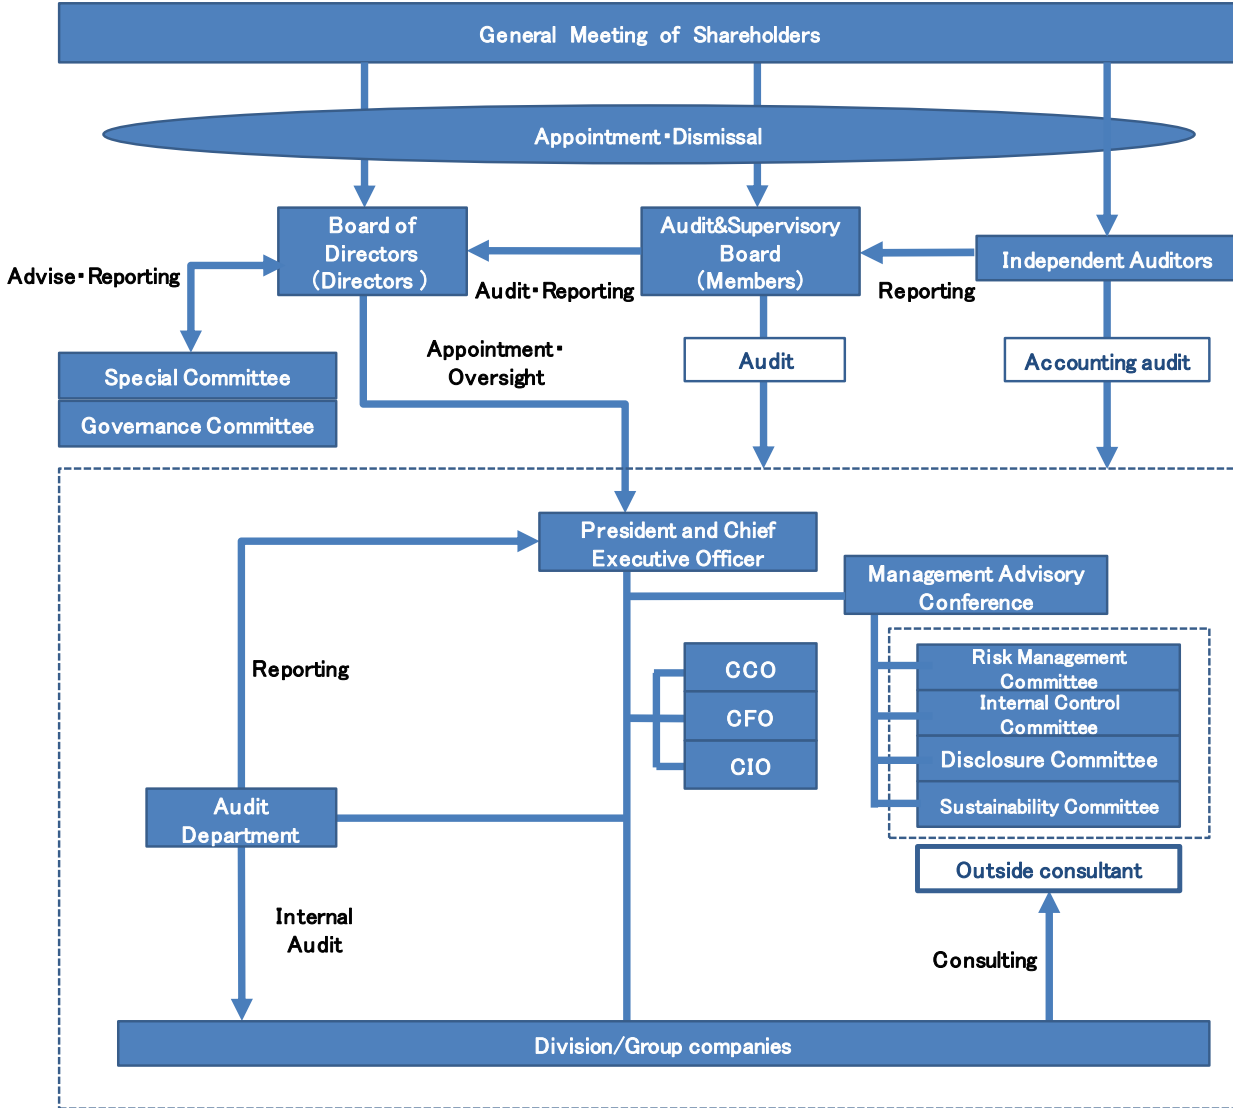 General Meeting of Shareholders
Appointment・Dismissal
Board of
Directors
(Directors )
Audit&Supervisory
Board
(Members)
Independent Auditors
Advise・Reporting
Audit・Reporting
Reporting
Appointment・
Oversight
Audit
Accounting audit
Special Committee
Governance Committee
President and Chief
Executive Officer
Management Advisory
Conference
Reporting
CCO
CFO
CIO
Risk Management
Committee
Internal Control
Committee
Disclosure Committee
Sustainability Committee
Audit
Department
Outside consultant
Internal
Audit
Consulting
Division/Group companies